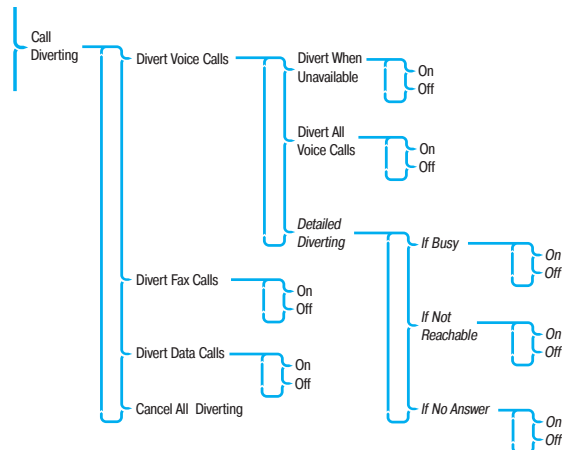 Call
Diverting
Divert Voice Calls
Divert When
Unavailable
On
Off
Divert All
Voice Calls
On
Off
Detailed
Diverting
If Busy
On
Off
If Not
Reachable
On
Off
If No Answer
On
Off
Divert Fax Calls
On
Off
Divert Data Calls
On
Off
Cancel All Diverting